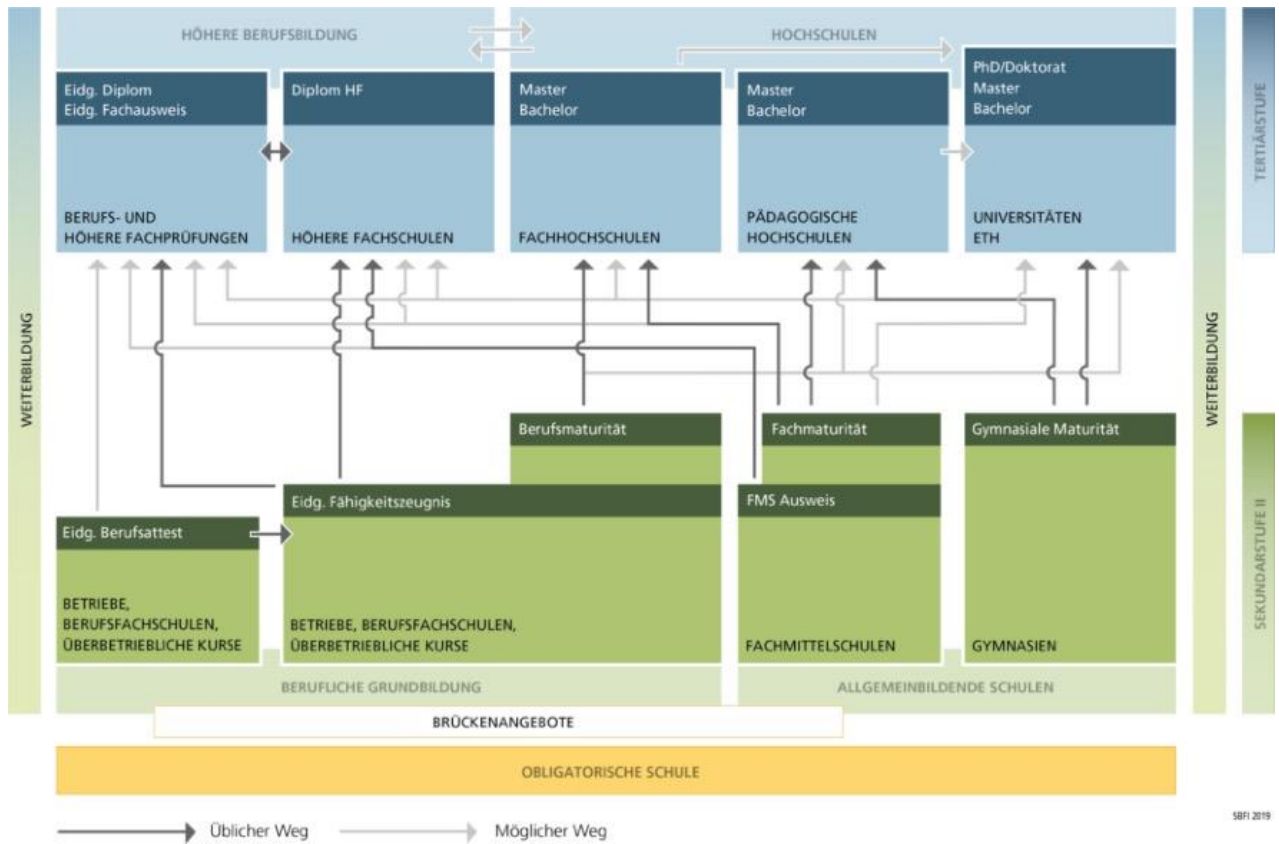 HÖHERE BERUFSBILDUNG
HOCHSCHULEN
Eidg. Diplom
Eidg. Fachausweis
Diplom HF
Master
Bachelor
Master
Bachelor
PhD/Doktorat
Master
Bachelor
BERUFS- UND
HÖHERE FACHPRÜFUNGEN
HÖHERE FACHSCHULEN
FACHHOCHSCHULEN
PÄDAGOGISCHE
HOCHSCHULEN
UNIVERSITÄTEN
ETH
WEITERBILDUNG
WEITERBILDUNG
TERTIÄRSTUFE
SEKUNDARSTUFE II
Berufsmaturität
Fachmaturität
Gymnasiale Maturität
Eidg. Fähigkeitszeugnis
FMS Ausweis
Eidg. Berufsattest
BETRIEBE,
BERUFSFACHSCHULEN,
ÜBERBETRIEBLICHE KURSE
BETRIEBE, BERUFSFACHSCHULEN,
ÜBERBETRIEBLICHE KURSE
FACHMITTELSCHULEN
GYMNASIEN
BERUFLICHE GRUNDBILDUNG
ALLGEMEINBILDENDE SCHULEN
BRÜCKENANGEBOTE
OBLIGATORISCHE SCHULE
Üblicher Weg
Möglicher Weg
SBFI 2019